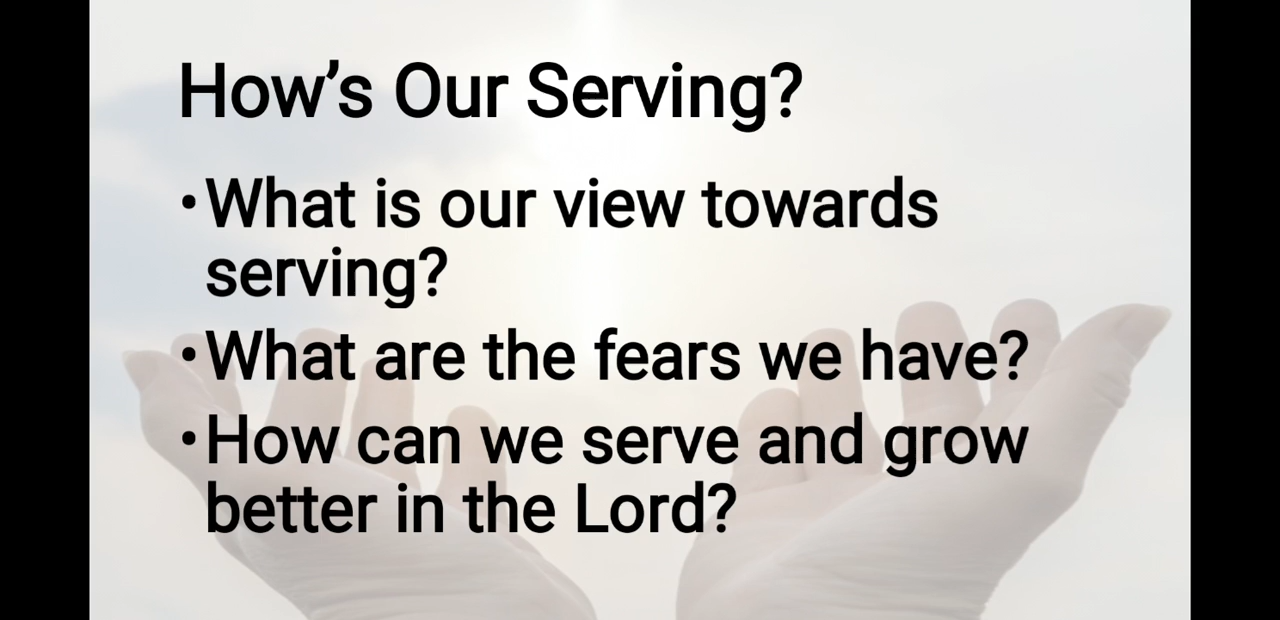 How’s Our Serving?
•What is our view towards
serving?
•What are the fears we have?
•How can we serve and grow
better in the Lord?